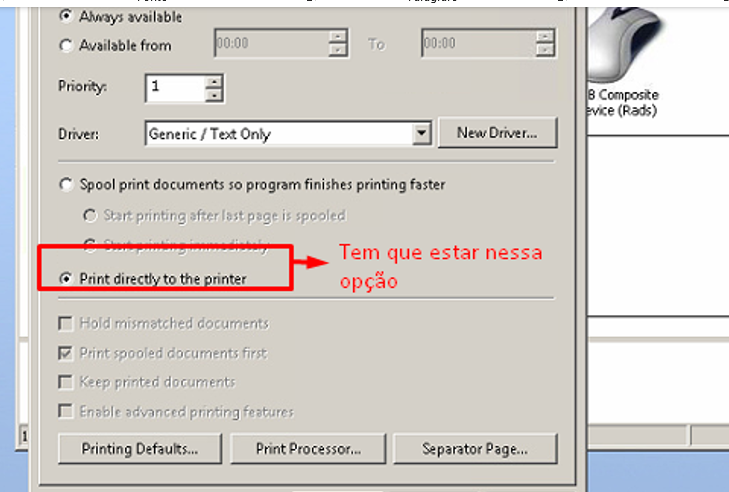 Always available
Available from 00:00 To 00:00
B Composite
evice (Rads)
Priority: 1
Driver: Generic / Text Only New Driver...
Spool print documents so program finishes printing faster
Start printing after last page is spooled
Start printing immediately
Tem que estar nessa
opção
Print directly to the printer
Hold mismatched documents
Print spooled documents first
Keep printed documents
Enable advanced printing features
1
Printing Defaults... Print Processor... Separator Page...